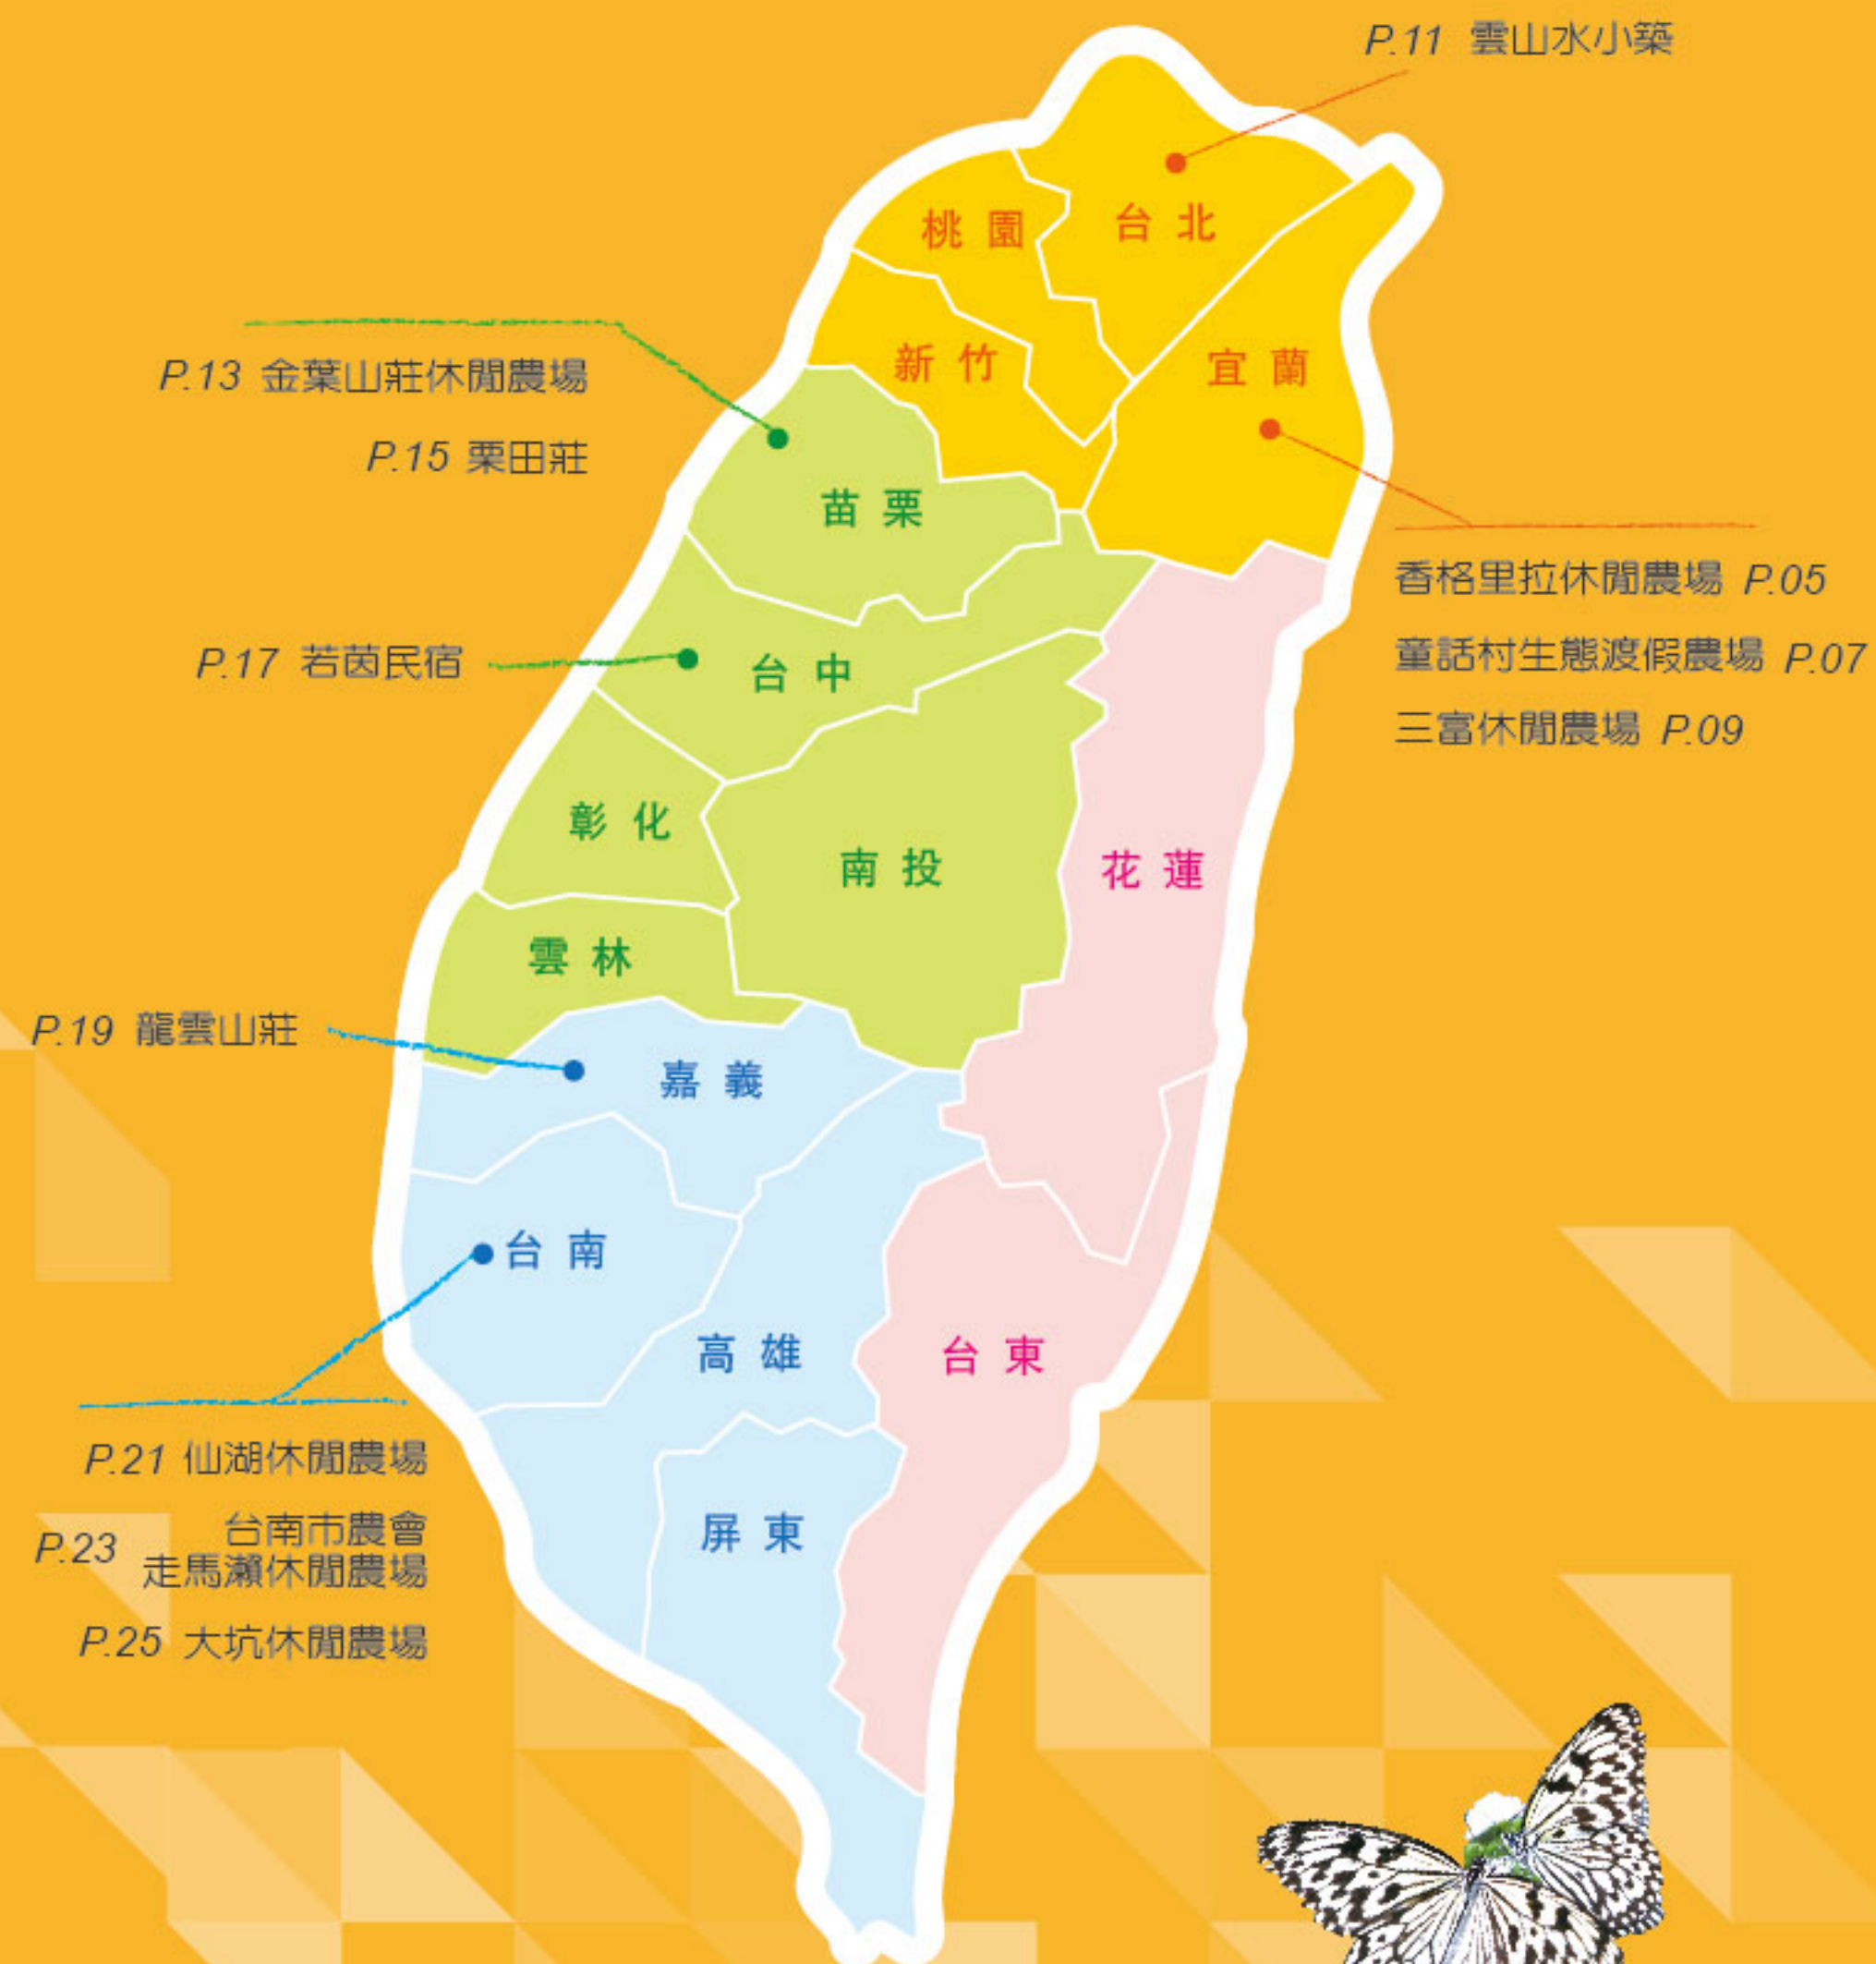 P.11 雲山水小築
桃園
台北
P.13 金葉山莊休閒農場
新竹
宜蘭
P.15 栗田莊
苗栗
香格里拉休閒農場 P.05
P.17 若茵民宿
台中
童話村生態渡假農場 P.07
三富休閒農場 P.09
彰化
南投
花蓮
雲林
P.19 龍雲山莊
嘉義
台南
高雄
台東
P.21 仙湖休閒農場
P.23 台南市農會
走馬瀨休閒農場
屏東
P.25 大坑休閒農場